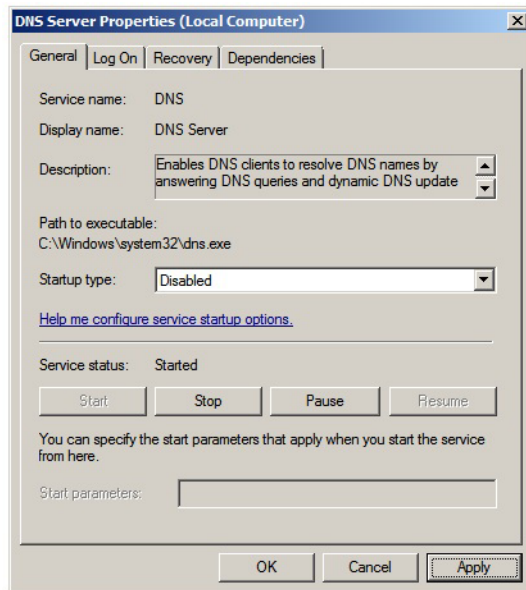 DNS Server Properties (Local Computer)
General Log On Recovery Dependencies
Service name: DNS
Display name: DNS Server
Description: Enables DNS clients to resolve DNS names by
answering DNS queries and dynamic DNS update
Path to executable:
C:\Windows\system32\dns.exe
Startup type: Disabled
Help me configure service startup options.
Service status: Started
Start Stop Pause Resume
You can specify the start parameters that apply when you start the service
from here.
Start parameters:
OK Cancel Apply